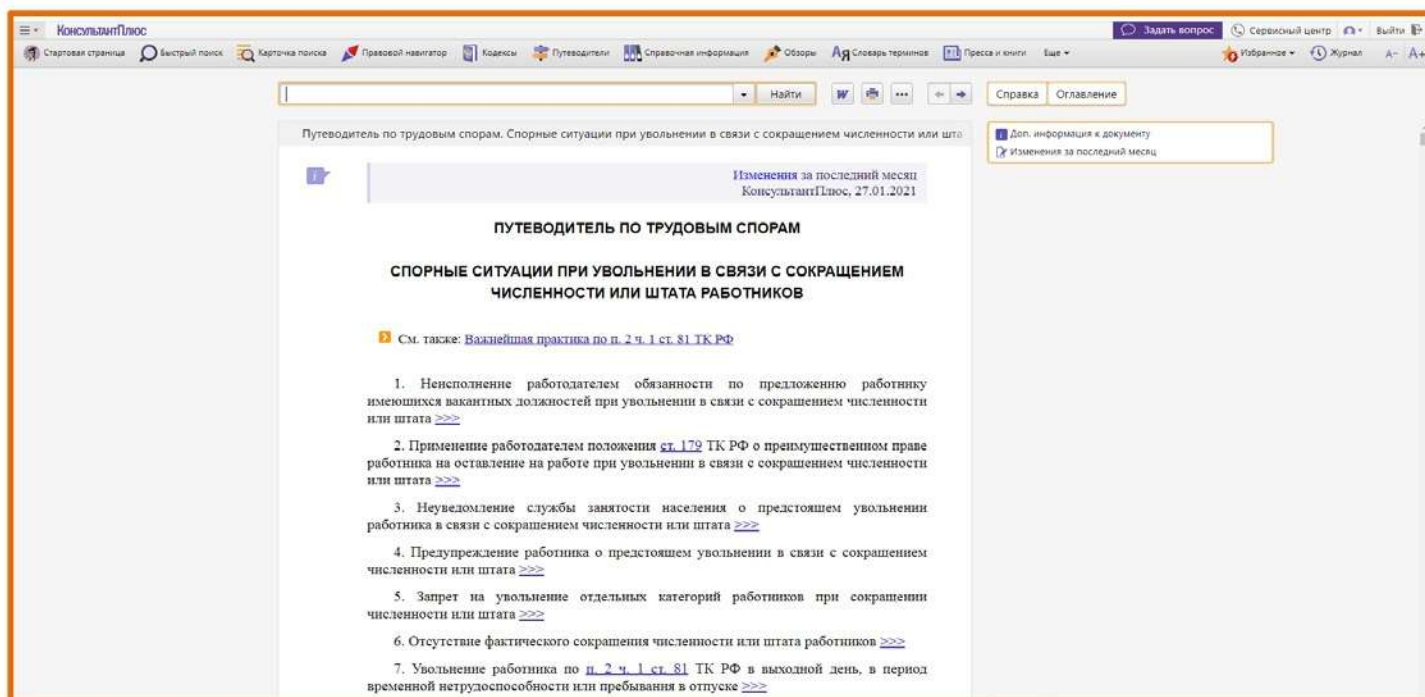 КонсультантПлюс
Задать вопрос Сервисный центр Выйти
Стартовая страница Быстрый поиск Карточка поиска Правовой навигатор Кодексы Путеводители Справочная информация Обзоры Словарь терминов Пресса и книги Еще Избранное Журнал А- А+
Найти W ... Справка Оглавление
Путеводитель по трудовым спорам. Спорные ситуации при увольнении в связи с сокращением численности или шта
Доп. информация к документу
Изменения за последний месяц
Изменения за последний месяц
КонсультантПлюс, 27.01.2021
ПУТЕВОДИТЕЛЬ ПО ТРУДОВЫМ СПОРАМ
СПОРНЫЕ СИТУАЦИИ ПРИ УВОЛЬНЕНИИ В СВЯЗИ С СОКРАЩЕНИЕМ
ЧИСЛЕННОСТИ ИЛИ ШТАТА РАБОТНИКОВ
См. также: Важнейшая практика по п. 2 ч. 1 ст. 81 ТК РФ
1. Неисполнение работодателем обязанности по предложению работнику
имеющихся вакантных должностей при увольнении в связи с сокращением численности
или штата >>>
2. Применение работодателем положения ст. 179 ТК РФ о преимущественном праве
работника на оставление на работе при увольнении в связи с сокращением численности
или штата >>>
3. Неуведомление службы занятости населения о предстоящем увольнении
работника в связи с сокращением численности или штата >>>
4. Предупреждение работника о предстоящем увольнении в связи с сокращением
численности или штата >>>
5. Запрет на увольнение отдельных категорий работников при сокращении
численности или штата >>>
6. Отсутствие фактического сокращения численности или штата работников >>>
7. Увольнение работника по п. 2 ч. 1 ст. 81 ТК РФ в выходной день, в период
временной нетрудоспособности или пребывания в отпуске >>>